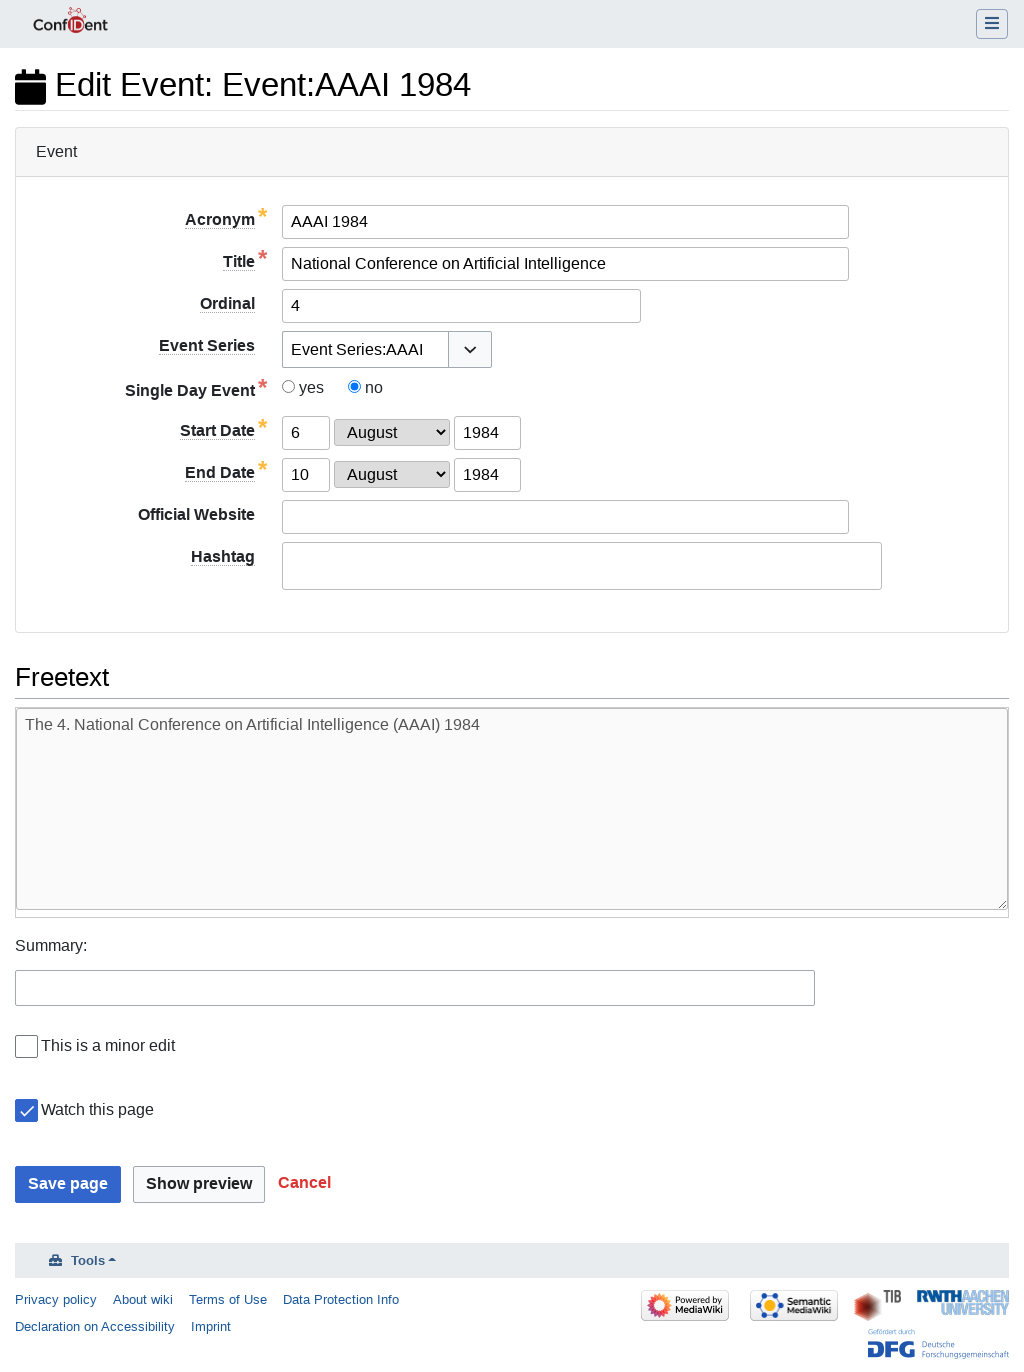 ConfIDent
Edit Event: Event:AAAI 1984
Event
Acronym* AAAI 1984
Title* National Conference on Artificial Intelligence
Ordinal 4
Event Series Event Series:AAAI
Single Day Event* yes no
Start Date* 6 August 1984
End Date* 10 August 1984
Official Website
Hashtag
Freetext
The 4. National Conference on Artificial Intelligence (AAAI) 1984
Summary:
This is a minor edit
Watch this page
Save page Show preview Cancel
Tools
Privacy policy About wiki Terms of Use Data Protection Info
Declaration on Accessibility Imprint
Powered by
MediaWiki
Semantic
MediaWiki
TIB
RWTHAACHEN
UNIVERSITY
Gefördert durch
DFG Deutsche
Forschungsgemeinschaft